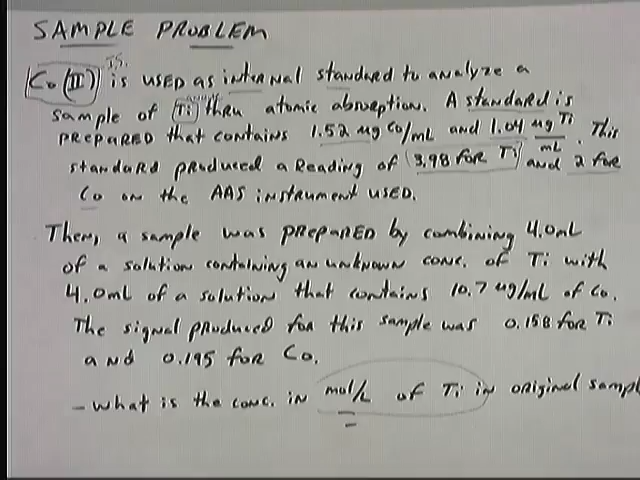 SAMPLE PROBLEM
I.S.
Co(II) is used as internal standard to analyze a
sample of Ti thru atomic absorption. A standard is
PREPARED that contains 1.52 ug Co/mL and 1.04 ug Ti/mL. This
standard produced a Reading of 3.98 for Ti and 2 for
Co on the AAS instrument used.
Then, a sample was PREPARED by combining 4.0mL
of a solution containing an unknown conc. of Ti with
4.0mL of a solution that contains 10.7 ug/mL of Co.
The signal produced for this sample was 0.158 for Ti
and 0.195 for Co.
- What is the conc. in mol/L of Ti in original sampl